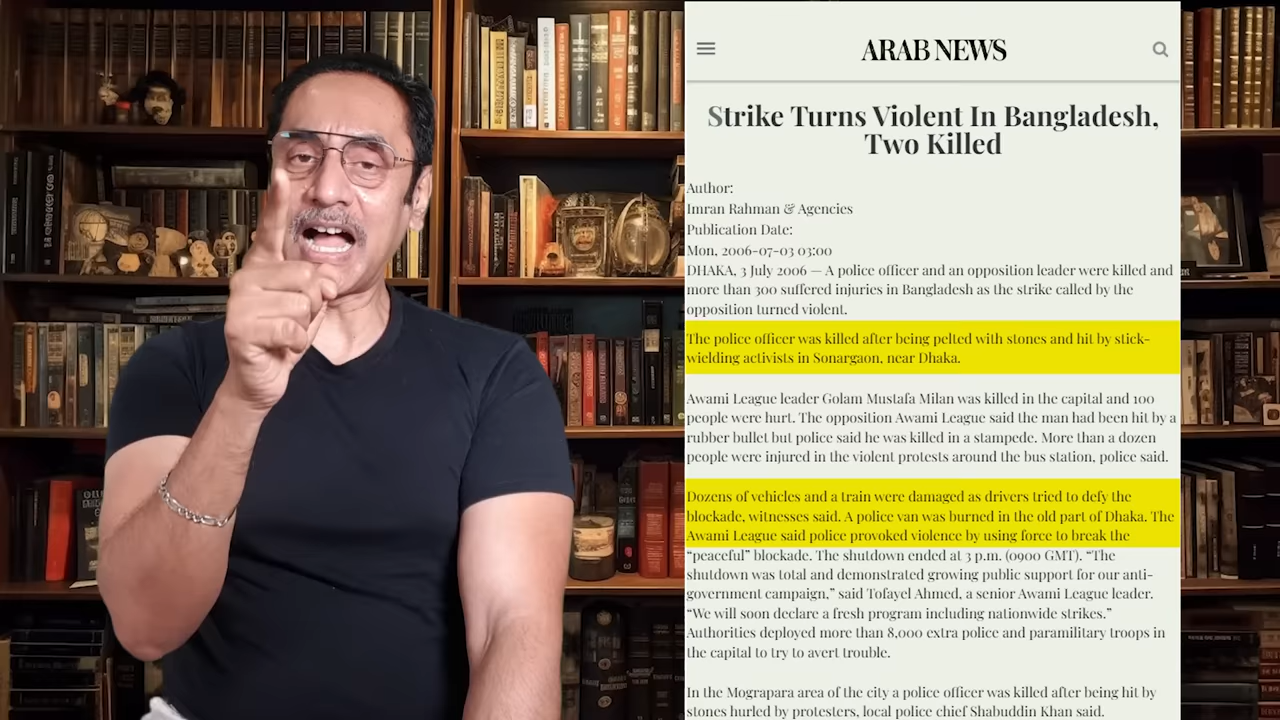 ARAB NEWS
Strike Turns Violent In Bangladesh,
Two Killed
Author:
Imran Rahman & Agencies
Publication Date:
Mon, 2006-07-03 03:00
DHAKA, 3 July 2006 — A police officer and an opposition leader were killed and
more than 300 suffered injuries in Bangladesh as the strike called by the
opposition turned violent.
The police officer was killed after being pelted with stones and hit by stick-
wielding activists in Sonargaon, near Dhaka.
Awami League leader Golam Mustafa Milan was killed in the capital and 100
people were hurt. The opposition Awami League said the man had been hit by a
rubber bullet but police said he was killed in a stampede. More than a dozen
people were injured in the violent protests around the bus station, police said.
Dozens of vehicles and a train were damaged as drivers tried to defy the
blockade, witnesses said. A police van was burned in the old part of Dhaka. The
Awami League said police provoked violence by using force to break the
“peaceful” blockade. The shutdown ended at 3 p.m. (0900 GMT). “The
shutdown was total and demonstrated growing public support for our anti-
government campaign,” said Tofayel Ahmed, a senior Awami League leader.
“We will soon declare a fresh program including nationwide strikes.”
Authorities deployed more than 8,000 extra police and paramilitary troops in
the capital to try to avert trouble.
In the Mograpara area of the city a police officer was killed after being hit by
stones hurled by protesters, local police chief Shabuddin Khan said.